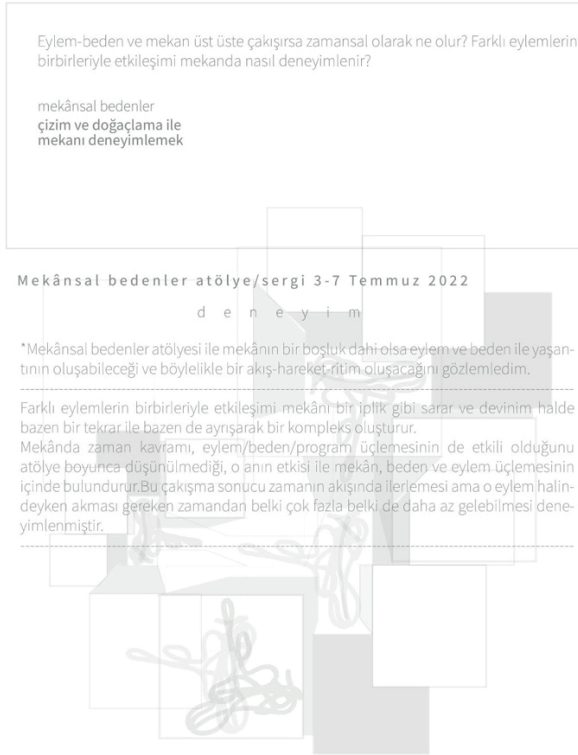 Eylem-beden ve mekan üst üste çakışırsa zamansal olarak ne olur? Farklı eylemlerin
birbirleriyle etkileşimi mekanda nasıl deneyimlenir?
mekânsal bedenler
çizim ve doğaçlama ile
mekanı deneyimlemek
Mekânsal bedenler atölye/sergi 3-7 Temmuz 2022
deneyim
*Mekânsal bedenler atölyesi ile mekânın bir boşluk dahi olsa eylem ve beden ile yaşan-
tının oluşabileceği ve böylelikle bir akış-hareket-ritim oluşacağını gözlemledim.
Farklı eylemlerin birbirleriyle etkileşimi mekânı bir iplik gibi sarar ve devinim halde
bazen bir tekrar ile bazen de ayrışarak bir kompleks oluşturur.
Mekânda zaman kavramı, eylem/beden/program üçlemesinin de etkili olduğunu
atölye boyunca düşünülmediği, o anın etkisi ile mekân, beden ve eylem üçlemesinin
içinde bulundurur.Bu çakışma sonucu zamanın akışında ilerlemesi ama o eylem halin-
deyken akması gereken zamandan belki çok fazla belki de daha az gelebilmesi dene-
yimlenmiştir.